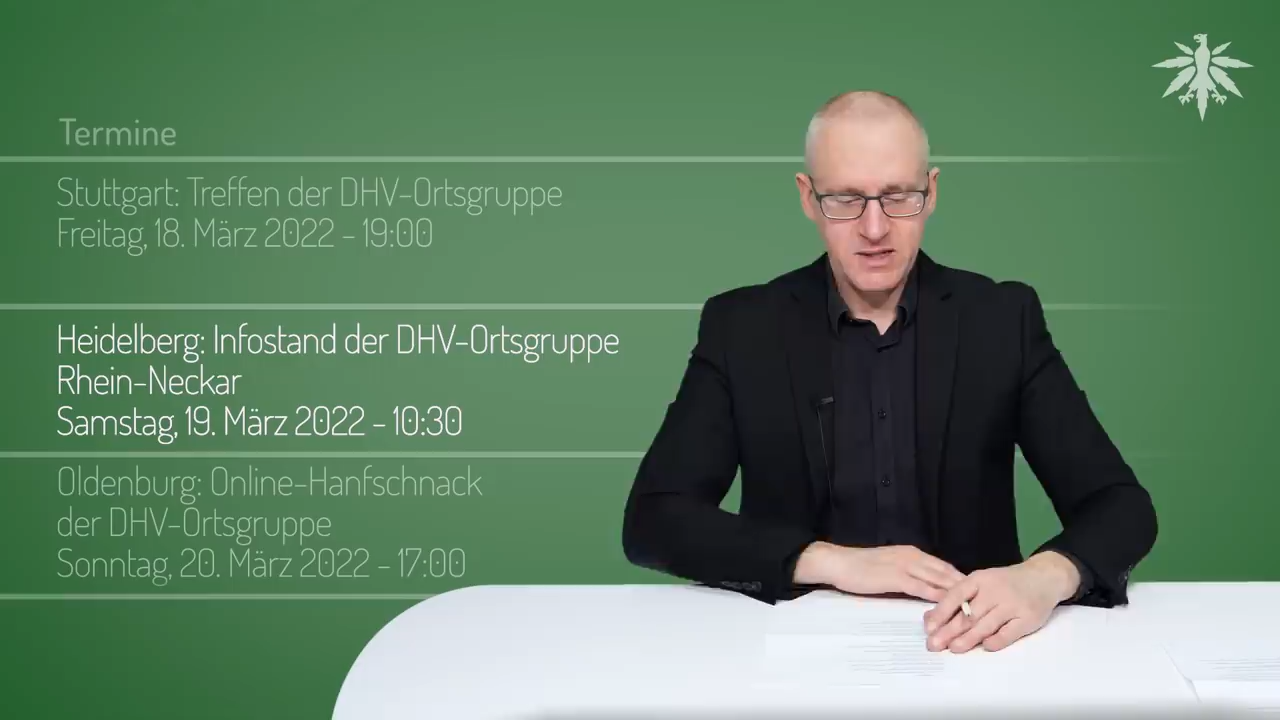 Termine
Stuttgart: Treffen der DHV-Ortsgruppe
Freitag, 18. März 2022 - 19:00
Heidelberg: Infostand der DHV-Ortsgruppe
Rhein-Neckar
Samstag, 19. März 2022 - 10:30
Oldenburg: Online-Hanfschnack
der DHV-Ortsgruppe
Sonntag, 20. März 2022 - 17:00